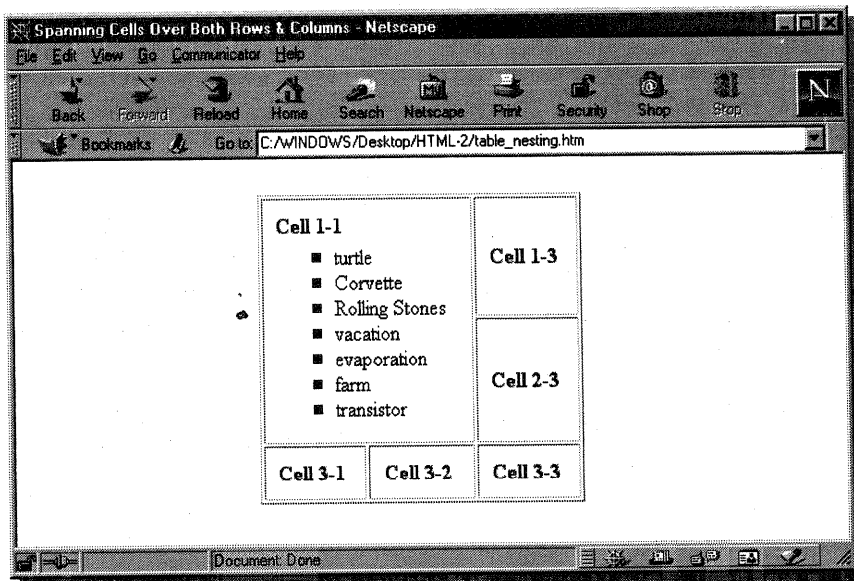 Spanning Cells Over Both Rows & Columns - Netscape
File Edit View Go Communicator Help
Back Forward Reload Home Search Netscape Print Security Shop Stop
Bookmarks Go to: C:/WINDOWS/Desktop/HTML-2/table_nesting.htm
Cell 1-1
turtle
Corvette
Rolling Stones
vacation
evaporation
farm
transistor
Cell 1-3
Cell 2-3
Cell 3-1 Cell 3-2 Cell 3-3
Document: Done